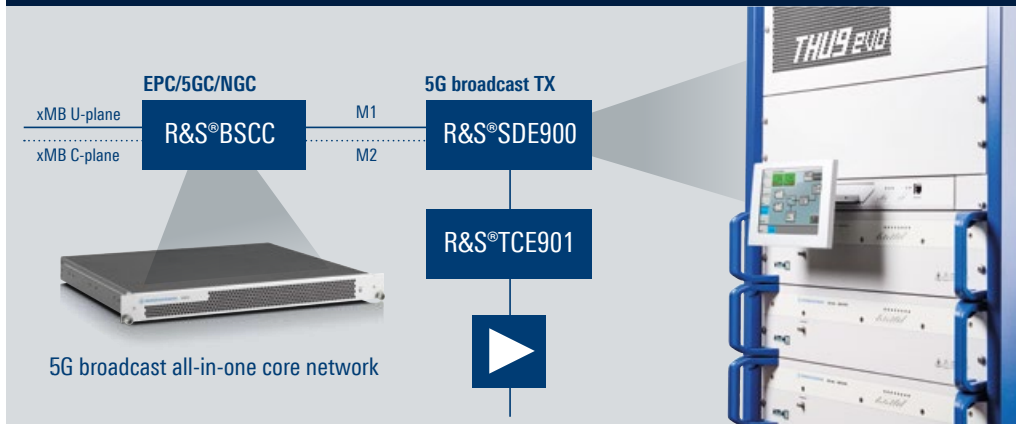 THU9 evo
EPC/5GC/NGC
5G broadcast TX
xMB U-plane
R&S®BSCC
M1
R&S®SDE900
xMB C-plane
M2
R&S®TCE901
5G broadcast all-in-one core network